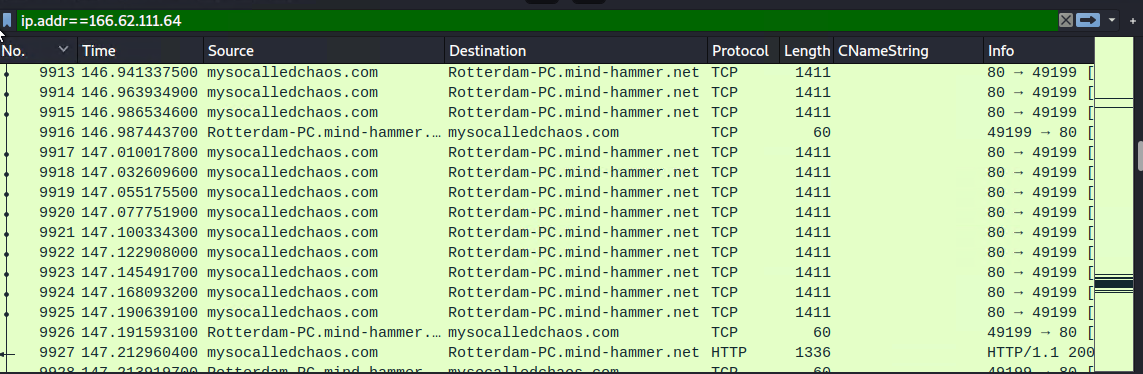 ip.addr==166.62.111.64
No. Time Source Destination Protocol Length CNameString Info
9913 146.941337500 mysocalledchaos.com Rotterdam-PC.mind-hammer.net TCP 1411 80 → 49199 [
9914 146.963934900 mysocalledchaos.com Rotterdam-PC.mind-hammer.net TCP 1411 80 → 49199 [
9915 146.986534600 mysocalledchaos.com Rotterdam-PC.mind-hammer.net TCP 1411 80 → 49199 [
9916 146.987443700 Rotterdam-PC.mind-hammer.… mysocalledchaos.com TCP 60 49199 → 80 [
9917 147.010017800 mysocalledchaos.com Rotterdam-PC.mind-hammer.net TCP 1411 80 → 49199 [
9918 147.032609600 mysocalledchaos.com Rotterdam-PC.mind-hammer.net TCP 1411 80 → 49199 [
9919 147.055175500 mysocalledchaos.com Rotterdam-PC.mind-hammer.net TCP 1411 80 → 49199 [
9920 147.077751900 mysocalledchaos.com Rotterdam-PC.mind-hammer.net TCP 1411 80 → 49199 [
9921 147.100334300 mysocalledchaos.com Rotterdam-PC.mind-hammer.net TCP 1411 80 → 49199 [
9922 147.122908000 mysocalledchaos.com Rotterdam-PC.mind-hammer.net TCP 1411 80 → 49199 [
9923 147.145491700 mysocalledchaos.com Rotterdam-PC.mind-hammer.net TCP 1411 80 → 49199 [
9924 147.168093200 mysocalledchaos.com Rotterdam-PC.mind-hammer.net TCP 1411 80 → 49199 [
9925 147.190639100 mysocalledchaos.com Rotterdam-PC.mind-hammer.net TCP 1411 80 → 49199 [
9926 147.191593100 Rotterdam-PC.mind-hammer.… mysocalledchaos.com TCP 60 49199 → 80 [
9927 147.212960400 mysocalledchaos.com Rotterdam-PC.mind-hammer.net HTTP 1336 HTTP/1.1 200
9928 147.213919700 Rotterdam-PC.mind-hammer.… mysocalledchaos.com TCP 60 49199 → 80 [